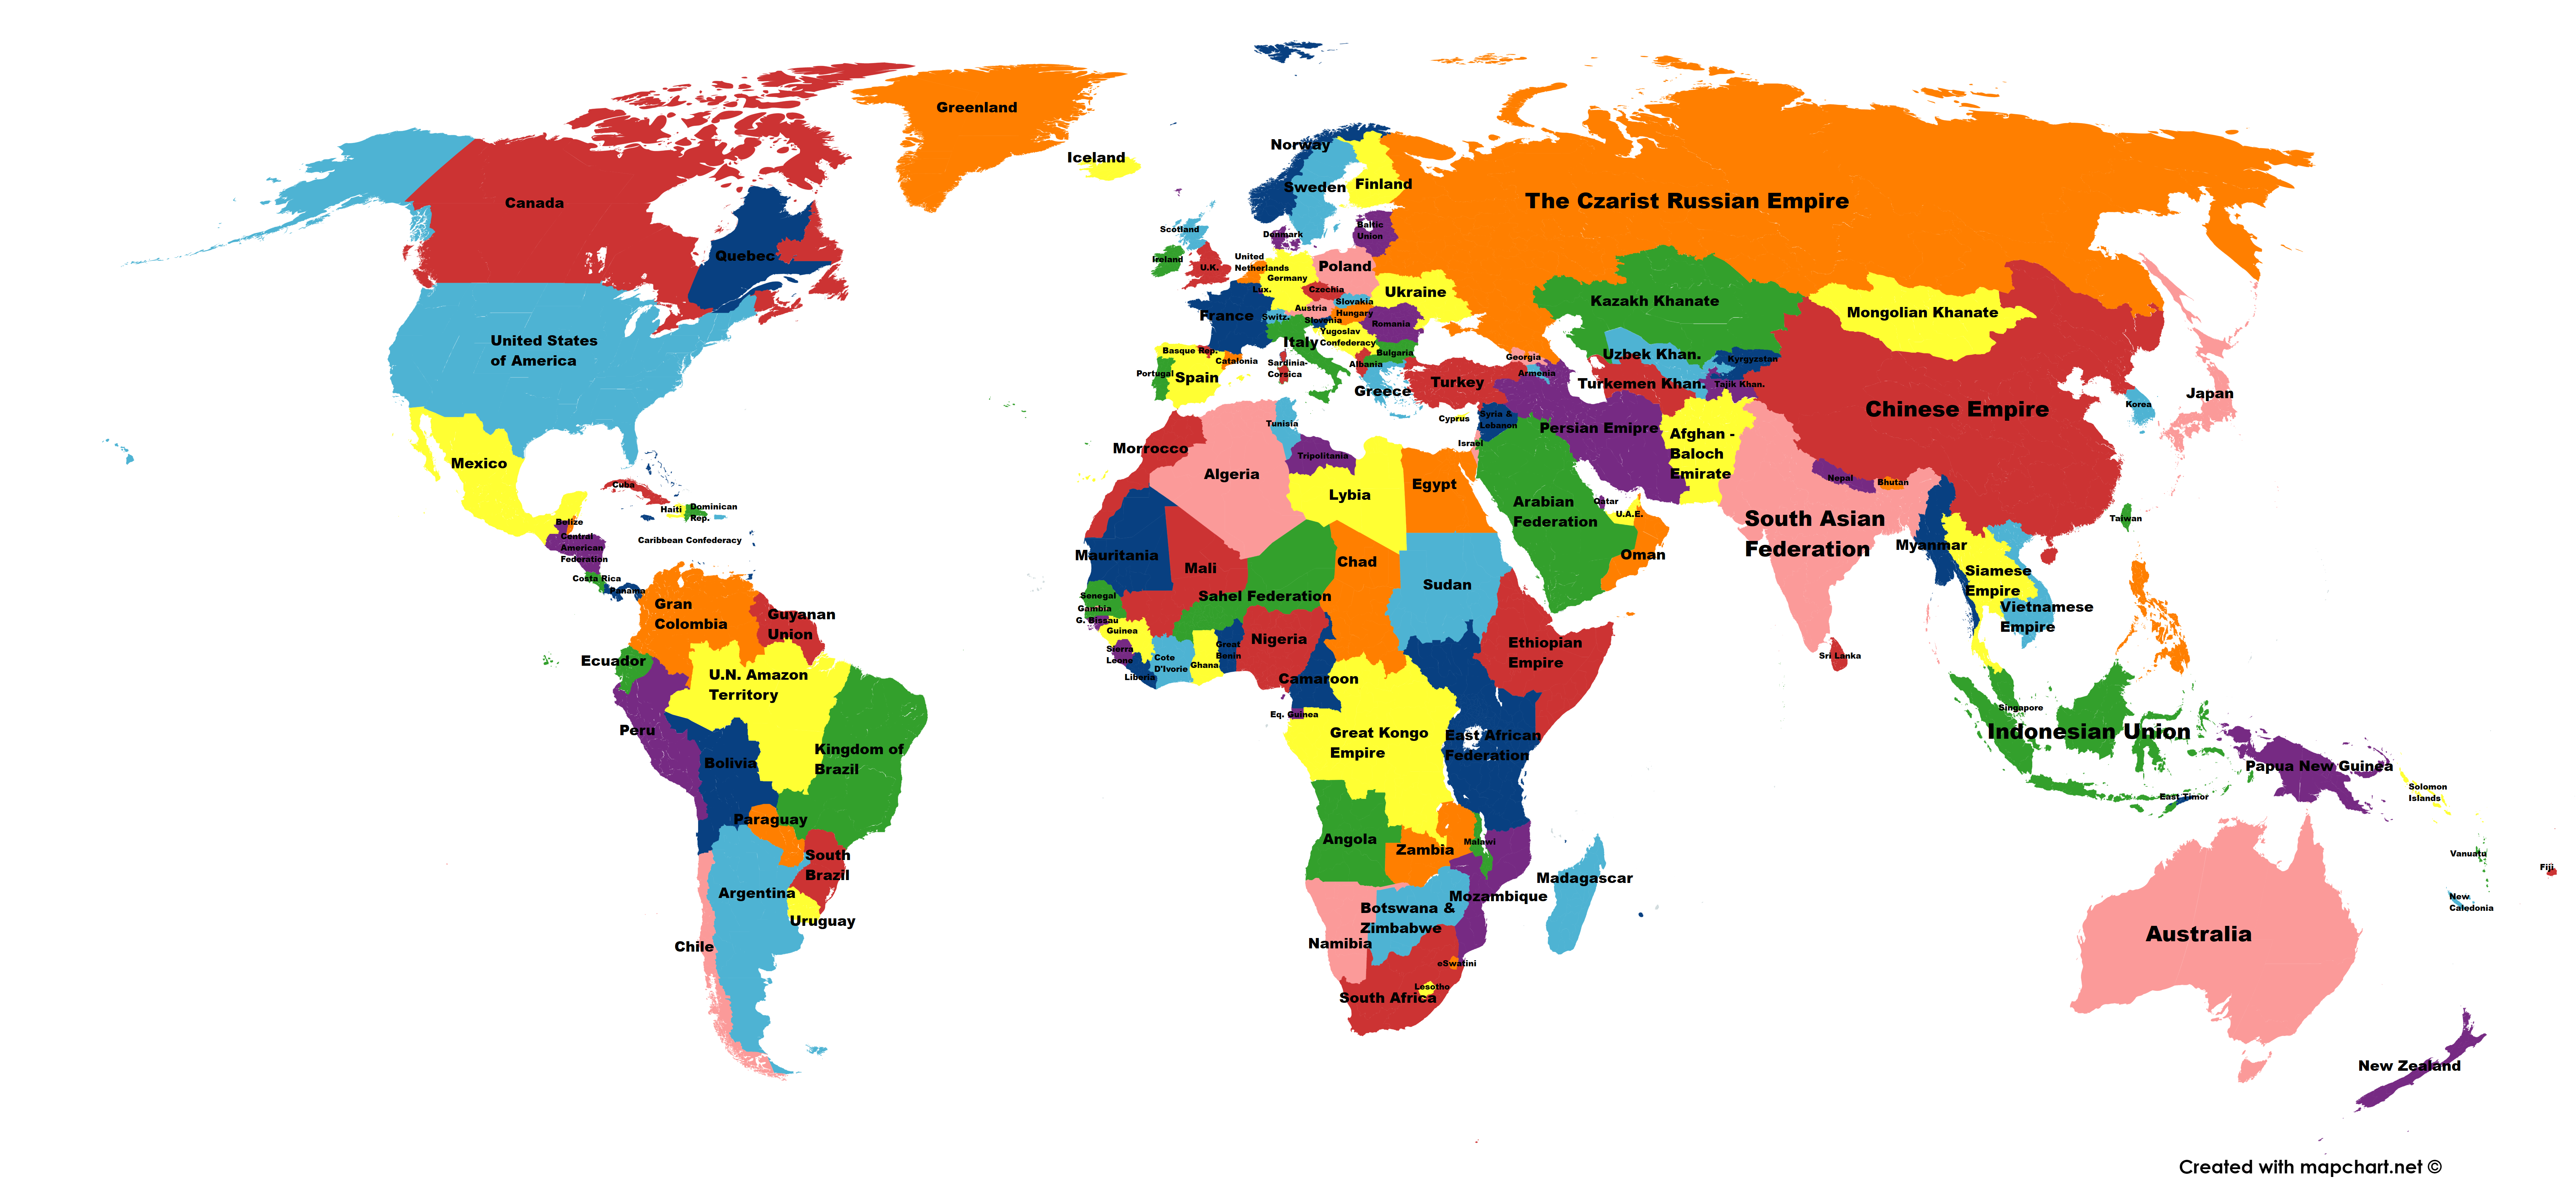 Greenland
Iceland
Canada
Quebec
United States
of America
Mexico
Cuba
Haiti
Dominican
Rep.
Belize
Central
American
Federation
Caribbean Confederacy
Costa Rica
Panama
Gran
Colombia
Guyanan
Union
Ecuador
U.N. Amazon
Territory
Peru
Kingdom of
Brazil
Bolivia
Paraguay
South
Brazil
Argentina
Uruguay
Chile
Norway
Sweden
Finland
Scotland
Denmark
Baltic
Union
Ireland
U.K.
United
Netherlands
Germany
Poland
Lux.
Czechia
Ukraine
Slovakia
Austria
Hungary
France
Switz.
Slovenia
Romania
Yugoslav
Confederacy
Italy
Basque Rep.
Catalonia
Sardinia-
Corsica
Bulgaria
Albania
Portugal
Spain
Greece
The Czarist Russian Empire
Kazakh Khanate
Mongolian Khanate
Georgia
Uzbek Khan.
Kyrgyzstan
Armenia
Turkey
Turkemen Khan.
Tajik Khan.
Chinese Empire
Japan
Korea
Cyprus
Syria &
Lebanon
Israel
Persian Emipre
Afghan -
Baloch
Emirate
Arabian
Federation
Qatar
U.A.E.
Oman
Nepal
Bhutan
South Asian
Federation
Taiwan
Myanmar
Siamese
Empire
Vietnamese
Empire
Sri Lanka
Singapore
Indonesian Union
East Timor
Papua New Guinea
Solomon
Islands
Vanuatu
Fiji
New
Caledonia
Australia
New Zealand
Morrocco
Tunisia
Algeria
Tripolitania
Lybia
Egypt
Mauritania
Mali
Chad
Sudan
Senegal
Gambia
G. Bissau
Guinea
Sahel Federation
Sierra
Leone
Liberia
Cote
D'Ivorie
Ghana
Great
Benin
Nigeria
Ethiopian
Empire
Camaroon
Eq. Guinea
Great Kongo
Empire
East African
Federation
Angola
Zambia
Malawi
Mozambique
Madagascar
Botswana &
Zimbabwe
Namibia
eSwatini
Lesotho
South Africa
Created with mapchart.net ©